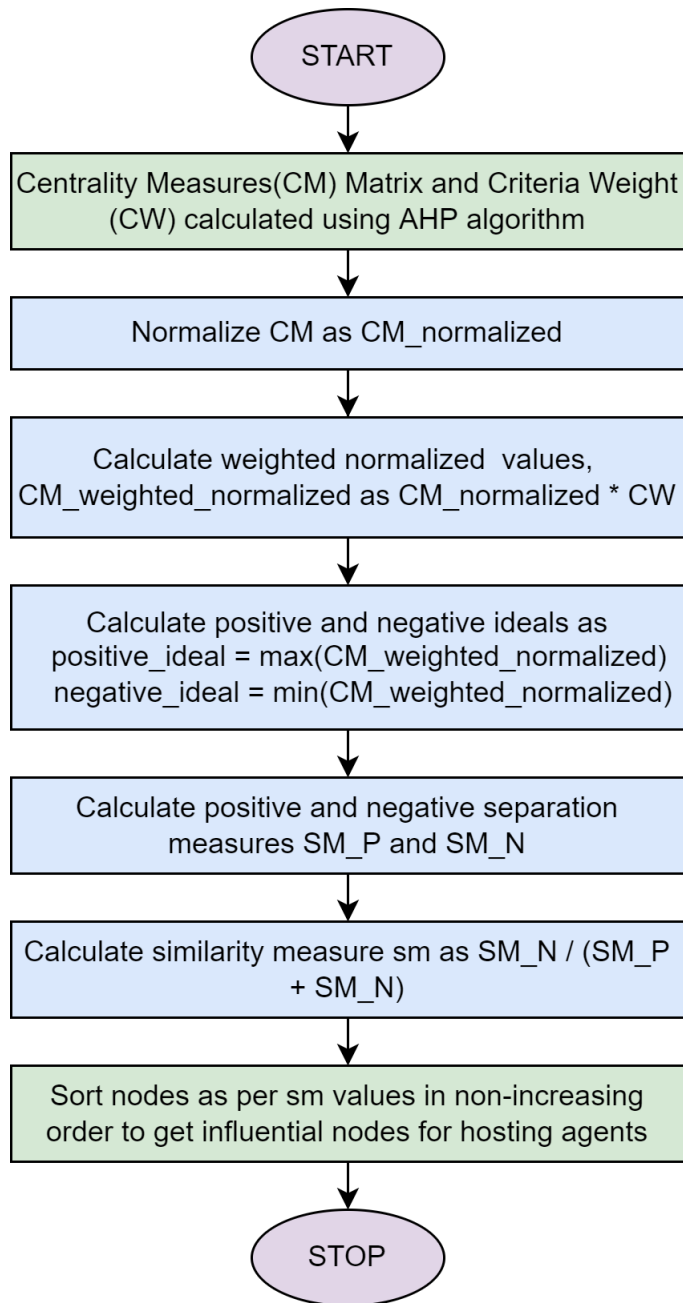 START
Centrality Measures(CM) Matrix and Criteria Weight
(CW) calculated using AHP algorithm
Normalize CM as CM_normalized
Calculate weighted normalized  values,
CM_weighted_normalized as CM_normalized * CW
Calculate positive and negative ideals as
positive_ideal = max(CM_weighted_normalized)
negative_ideal = min(CM_weighted_normalized)
Calculate positive and negative separation
measures SM_P and SM_N
Calculate similarity measure sm as SM_N / (SM_P
+ SM_N)
Sort nodes as per sm values in non-increasing
order to get influential nodes for hosting agents
STOP